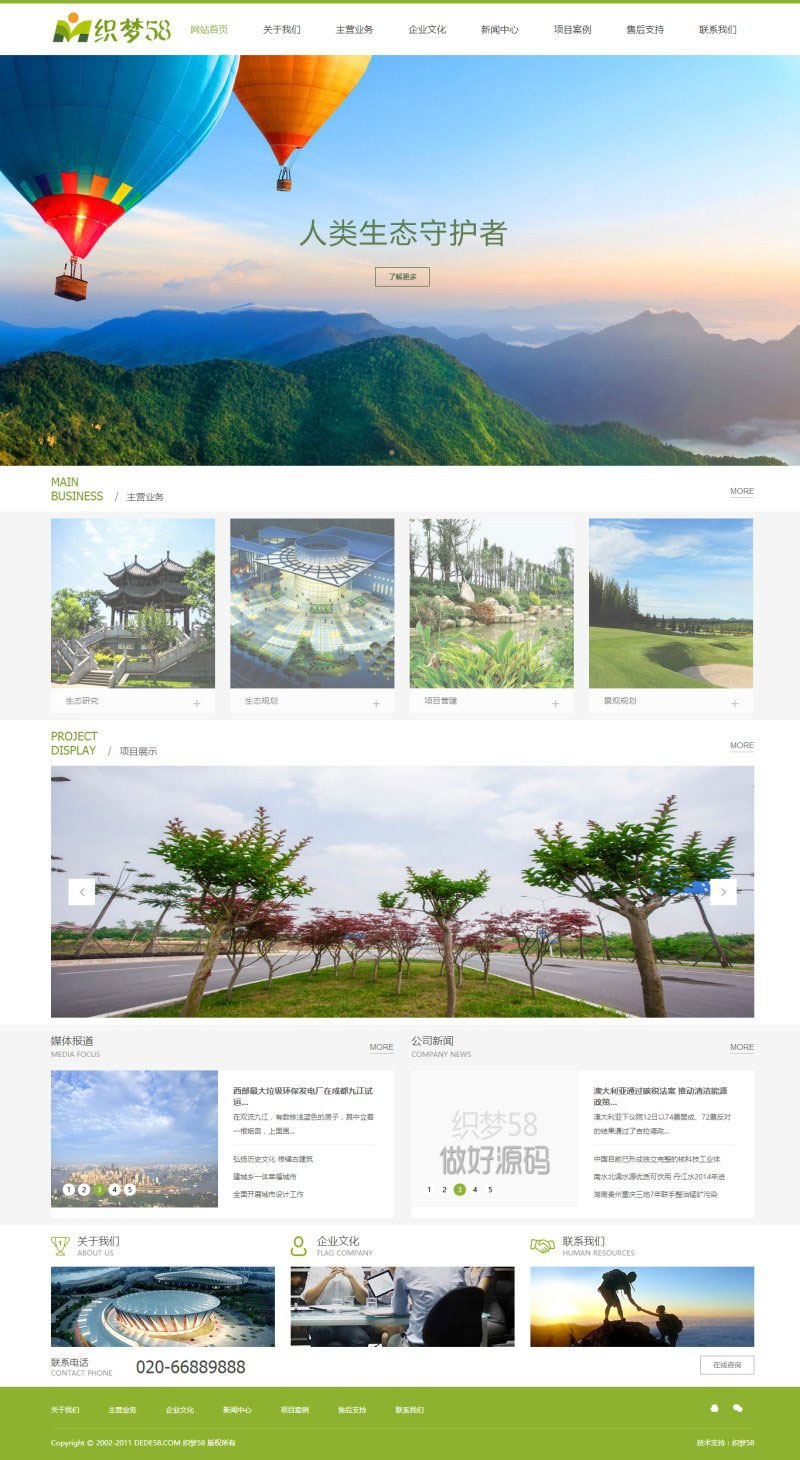 织梦58 网站首页 关于我们 主营业务 企业文化 新闻中心 项目案例 售后支持 联系我们
人类生态守护者
了解更多
MAIN
BUSINESS / 主营业务
MORE
生态研究 +
生态规划 +
项目营建 +
景观规划 +
PROJECT
DISPLAY / 项目展示
MORE
媒体报道
MEDIA FOCUS
MORE
西部最大垃圾环保发电厂在成都九江试
运...
在双流九江，有数栋浅蓝色的房子，其中立着
一根烟囱，上面画...
弘扬历史文化 修缮古建筑
建城乡一体幸福城市
全面开展城市设计工作
1 2 3 4 5
公司新闻
COMPANY NEWS
MORE
织梦58
做好源码
1 2 3 4 5
澳大利亚通过碳税法案 推动清洁能源
政策...
澳大利亚下议院12日以74票赞成、72票反对
的结果通过了吉拉德政...
中国目前已形成独立完整的核科技工业体
南水北调水源优质可饮用 丹江水2014年进
湖南贵州重庆三地7年联手整治锰矿污染
关于我们
ABOUT US
企业文化
FLAG COMPANY
联系我们
HUMAN RESOURCES
联系电话
CONTACT PHONE
020-66889888
在线咨询
关于我们 主营业务 企业文化 新闻中心 项目案例 售后支持 联系我们
Copyright © 2002-2011 DEDE58.COM 织梦58 版权所有
技术支持：织梦58